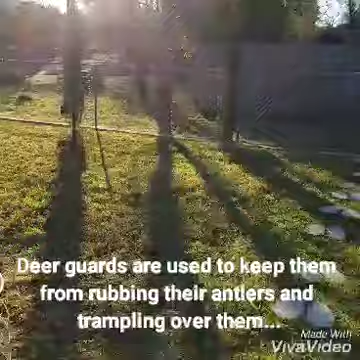 Deer guards are used to keep them
from rubbing their antlers and
trampling over them...
Made With
VivaVideo